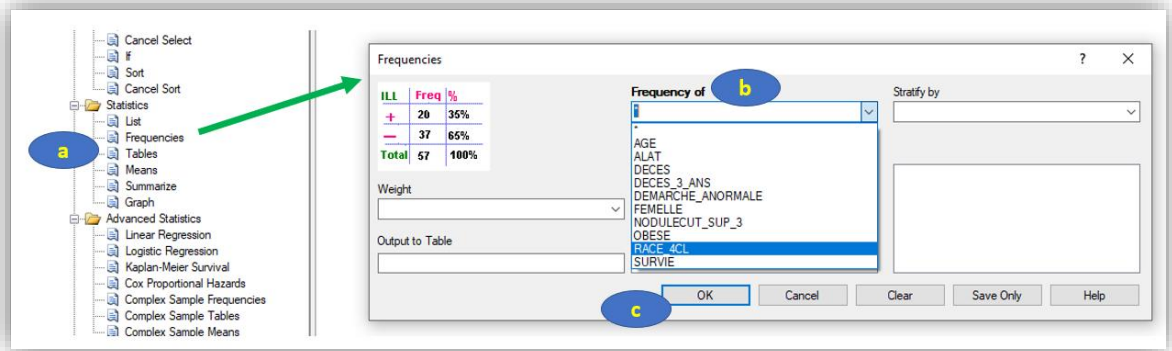 Cancel Select
If
Sort
Cancel Sort
Statistics
List
Frequencies
Tables
Means
Summarize
Graph
Advanced Statistics
Linear Regression
Logistic Regression
Kaplan-Meier Survival
Cox Proportional Hazards
Complex Sample Frequencies
Complex Sample Tables
Complex Sample Means
a
Frequencies
? X
ILL Freq %
+ 20 35%
— 37 65%
Total 57 100%
Weight
Output to Table
Frequency of
b
*
*
AGE
ALAT
DECES
DECES_3_ANS
DEMARCHE_ANORMALE
FEMELLE
NODULECUT_SUP_3
OBESE
RACE_4CL
SURVIE
Stratify by
c
OK Cancel Clear Save Only Help